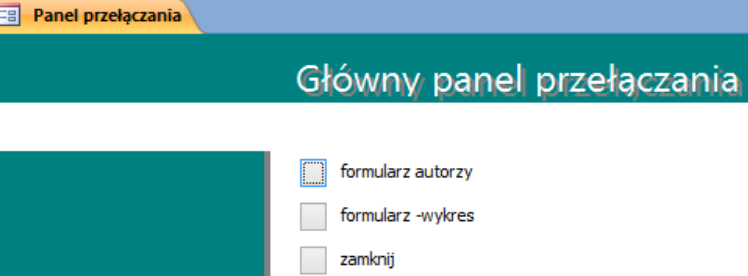 Panel przełączania
Główny panel przełączania
formularz autorzy
formularz -wykres
zamknij